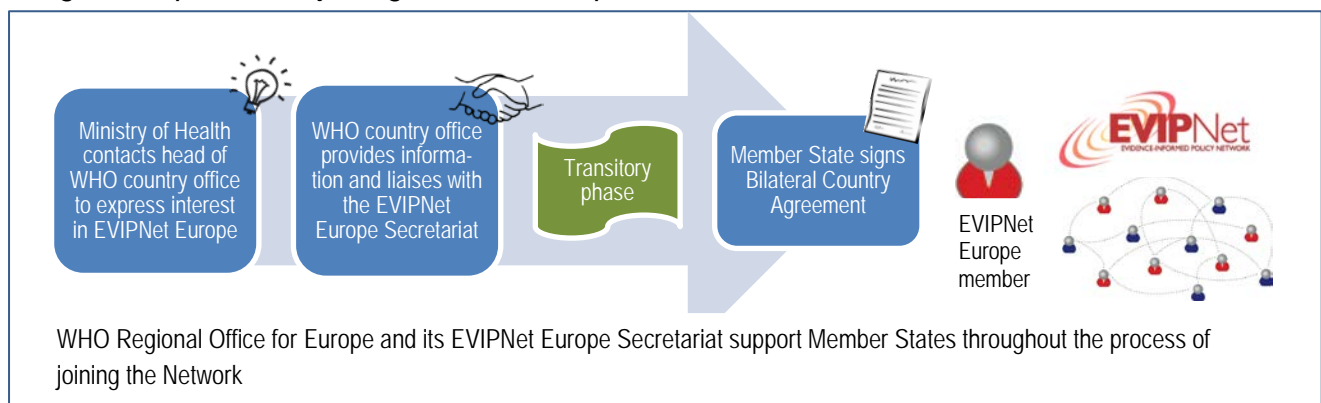 Ministry of Health
contacts head of
WHO country office
to express interest
in EVIPNet Europe
WHO country office
provides informa-
tion and liaises with
the EVIPNet
Europe Secretariat
Transitory
phase
Member State signs
Bilateral Country
Agreement
EVIPNet
Europe
member
EVIPNet
EVIDENCE-INFORMED POLICY NETWORK
WHO Regional Office for Europe and its EVIPNet Europe Secretariat support Member States throughout the process of
joining the Network